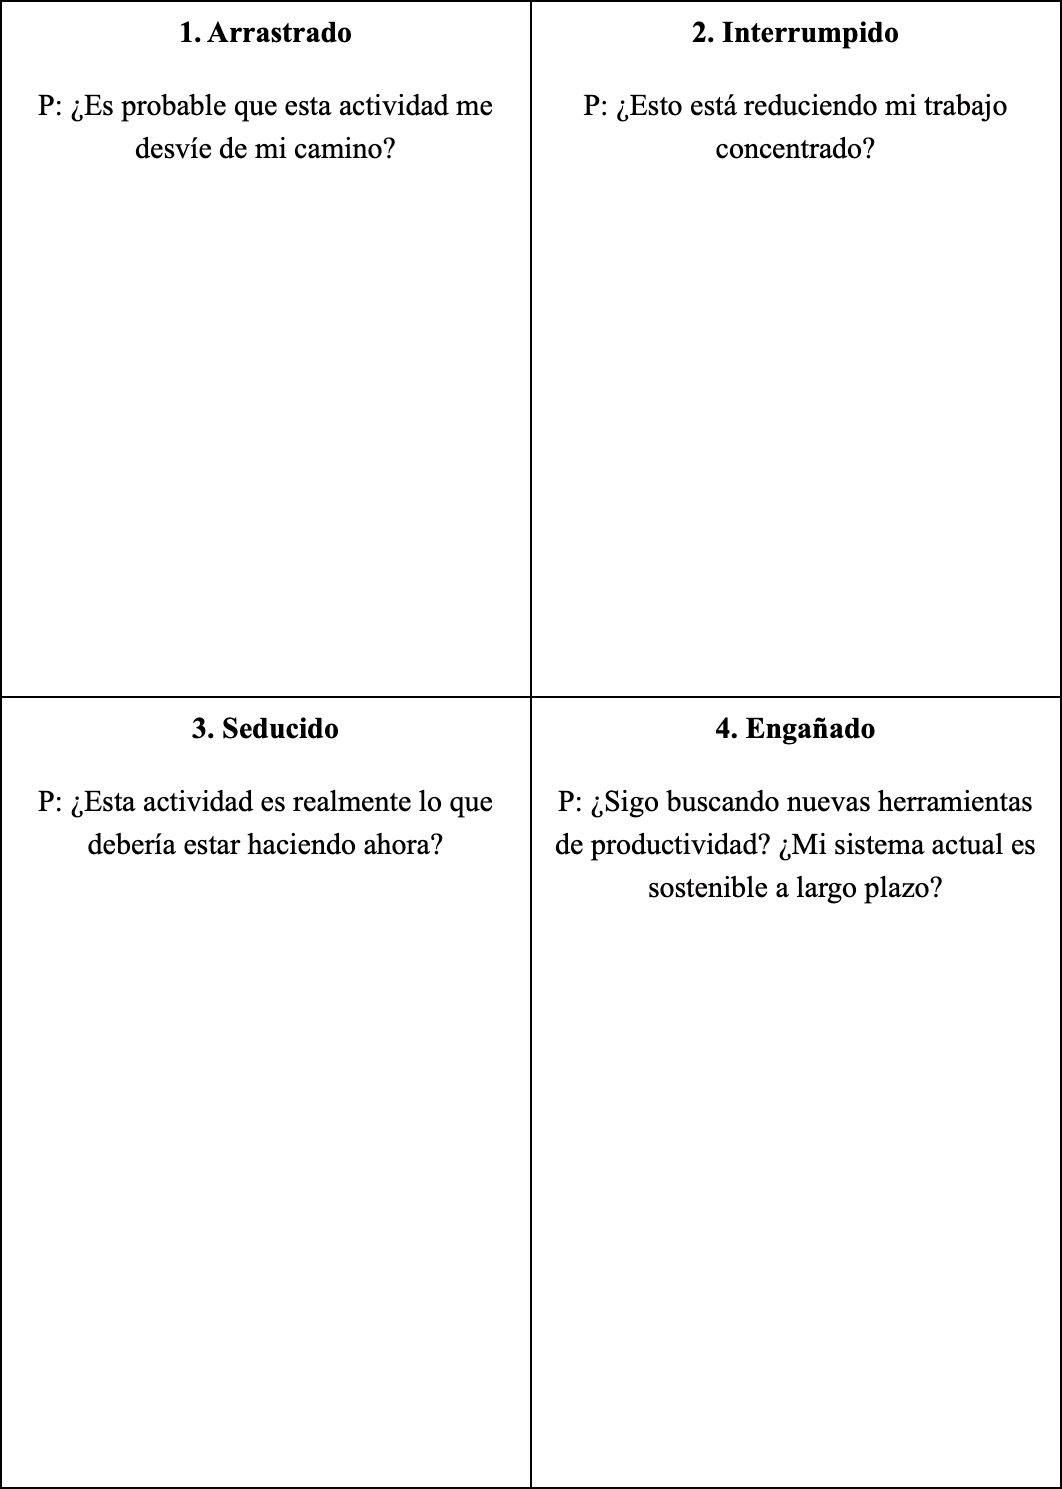 1. Arrastrado
P: ¿Es probable que esta actividad me
desvíe de mi camino?
2. Interrumpido
P: ¿Esto está reduciendo mi trabajo
concentrado?
3. Seducido
P: ¿Esta actividad es realmente lo que
debería estar haciendo ahora?
4. Engañado
P: ¿Sigo buscando nuevas herramientas
de productividad? ¿Mi sistema actual es
sostenible a largo plazo?